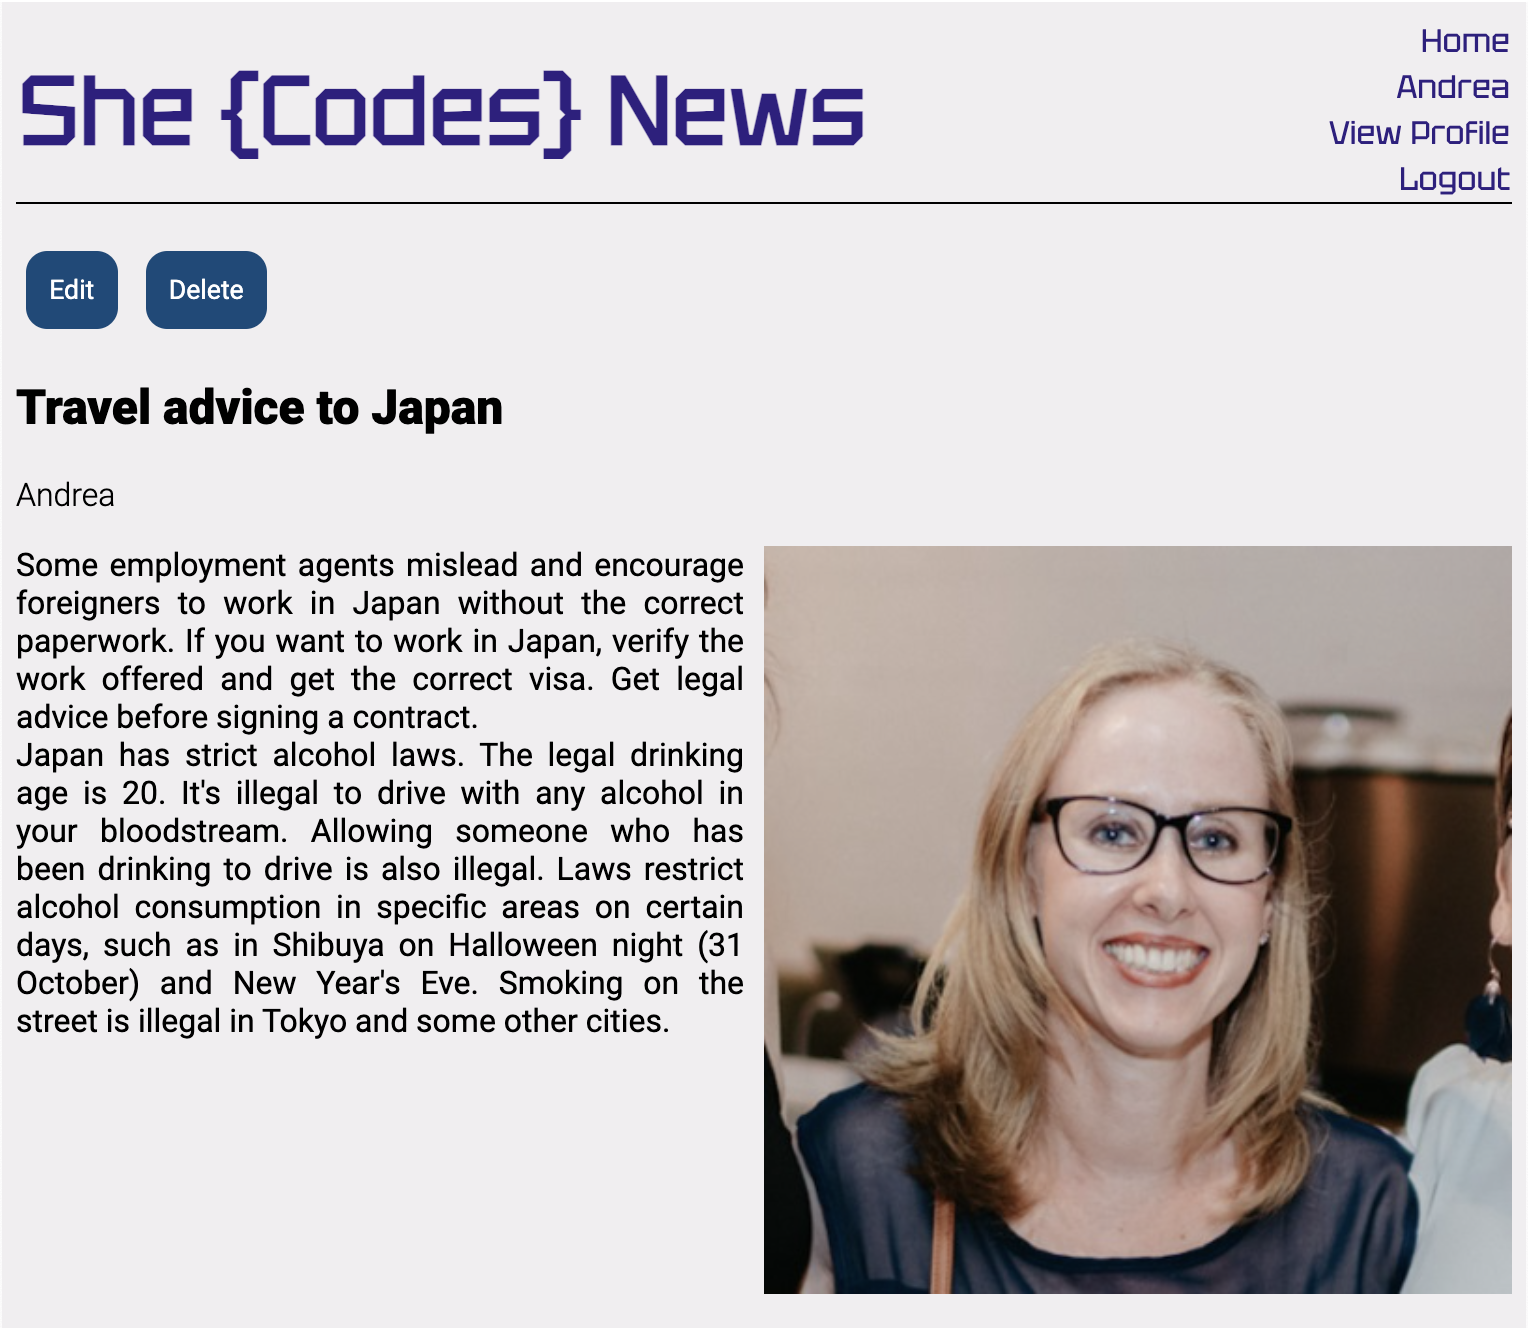 She {Codes} News
Home
Andrea
View Profile
Logout
Edit
Delete
Travel advice to Japan
Andrea
Some employment agents mislead and encourage
foreigners to work in Japan without the correct
paperwork. If you want to work in Japan, verify the
work offered and get the correct visa. Get legal
advice before signing a contract.
Japan has strict alcohol laws. The legal drinking
age is 20. It's illegal to drive with any alcohol in
your bloodstream. Allowing someone who has
been drinking to drive is also illegal. Laws restrict
alcohol consumption in specific areas on certain
days, such as in Shibuya on Halloween night (31
October) and New Year's Eve. Smoking on the
street is illegal in Tokyo and some other cities.